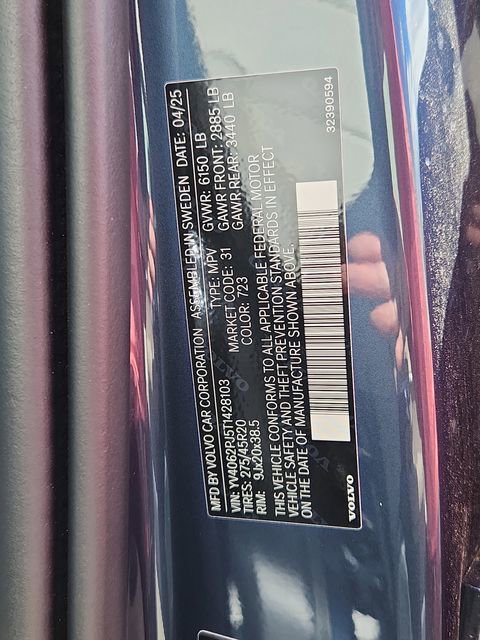 MFD BY VOLVO CAR CORPORATION ASSEMBLED IN SWEDEN DATE: 04/25
VIN: YV4062PJ5T1428103 TYPE: MPV GVWR: 6150 LB
TIRES: 275/45R20 MARKET CODE: 31 GAWR FRONT: 2885 LB
RIM: 9Jx20x38.5 COLOR: 723 GAWR REAR: 3440 LB
THIS VEHICLE CONFORMS TO ALL APPLICABLE FEDERAL MOTOR
VEHICLE SAFETY AND THEFT PREVENTION STANDARDS IN EFFECT
ON THE DATE OF MANUFACTURE SHOWN ABOVE.
VOLVO 32390594